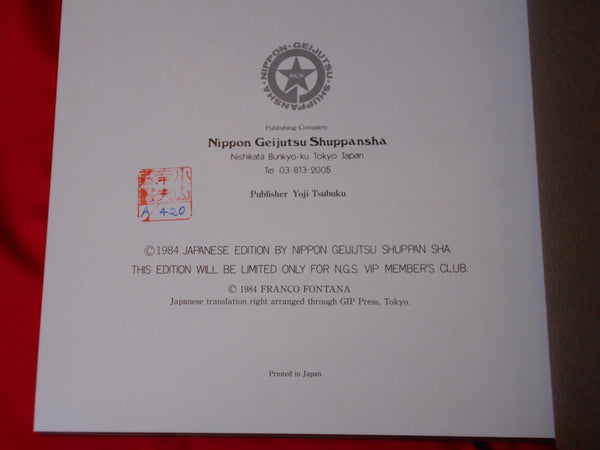 NIPPON·GEIJUTSU·SHUPPANSHA·
N.G.S
Publishing Company
Nippon Geijutsu Shuppansha
Nishikata Bunkyo-ku Tokyo Japan
Tel 03-813-2005
A/420
Publisher Yoji Tsubuku
©1984 JAPANESE EDITION BY NIPPON GEIJUTSU SHUPPAN SHA.
THIS EDITION WILL BE LIMITED ONLY FOR N.G.S. VIP MEMBER'S CLUB.
© 1984 FRANCO FONTANA
Japanese translation right arranged through GIP Press, Tokyo.
Printed in Japan